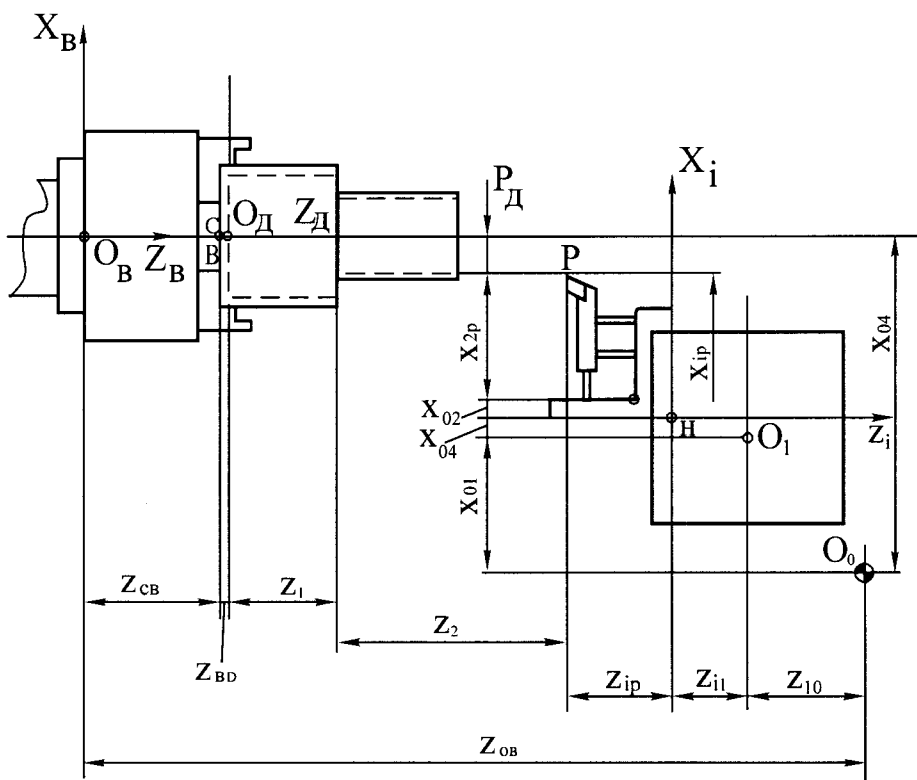 X_B
X_i
P_Д
C O_Д Z_Д
O_B Z_B B
P
x_2p
x_ip
x_04
x_02
H
z_i
x_04
O_1
x_01
O_0
z_CB
z_1
z_2
z_BD
z_ip
z_i1
z_10
z_OB